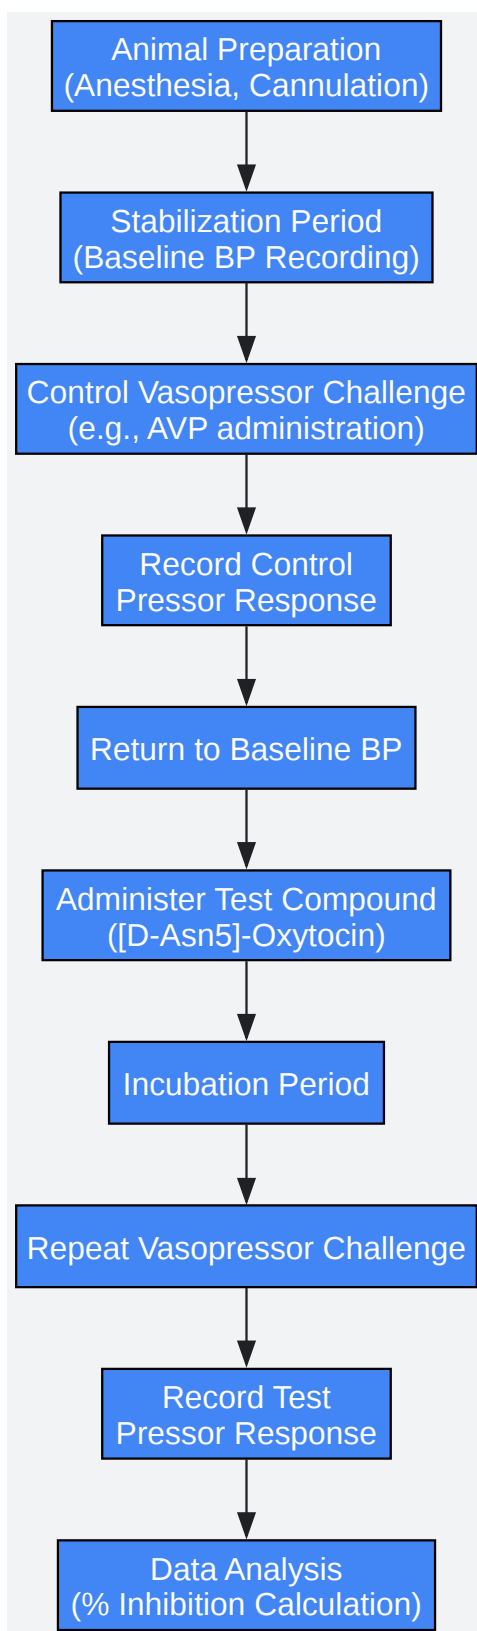 Animal Preparation
(Anesthesia, Cannulation)
Stabilization Period
(Baseline BP Recording)
Control Vasopressor Challenge
(e.g., AVP administration)
Record Control
Pressor Response
Return to Baseline BP
Administer Test Compound
([D-Asn5]-Oxytocin)
Incubation Period
Repeat Vasopressor Challenge
Record Test
Pressor Response
Data Analysis
(% Inhibition Calculation)